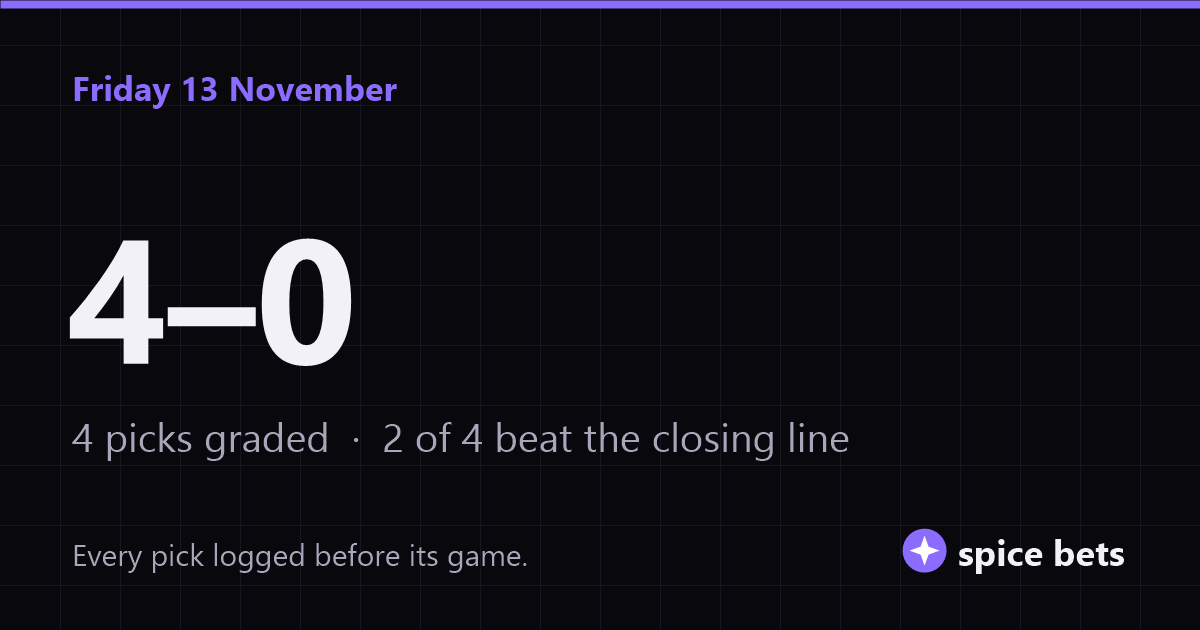 Friday 13 November
4–0
4 picks graded · 2 of 4 beat the closing line
Every pick logged before its game.
spice bets